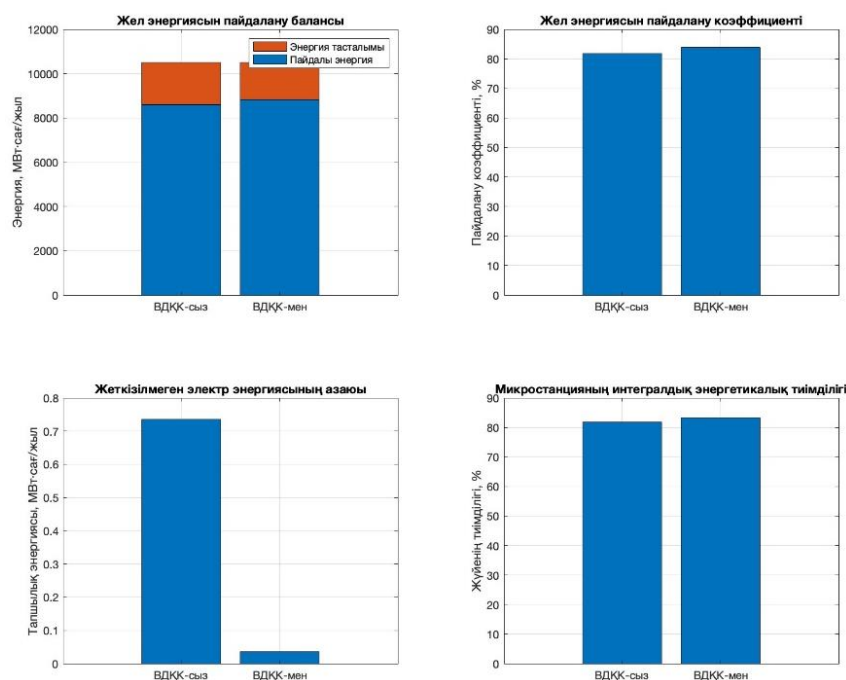 Жел энергиясын пайдалану балансы
Энергия, МВт·сағ/жыл
12000
10000
8000
6000
4000
2000
0
Энергия тасталымы
Пайдалы энергия
ВДҚҚ-сыз
ВДҚҚ-мен
Жел энергиясын пайдалану коэффициенті
Пайдалану коэффициенті, %
90
80
70
60
50
40
30
20
10
0
ВДҚҚ-сыз
ВДҚҚ-мен
Жеткізілмеген электр энергиясының азаюы
Тапшылық энергиясы, МВт·сағ/жыл
0.8
0.7
0.6
0.5
0.4
0.3
0.2
0.1
0
ВДҚҚ-сыз
ВДҚҚ-мен
Микростанцияның интегралдық энергетикалық тиімділігі
Жүйенің тиімділігі, %
90
80
70
60
50
40
30
20
10
0
ВДҚҚ-сыз
ВДҚҚ-мен